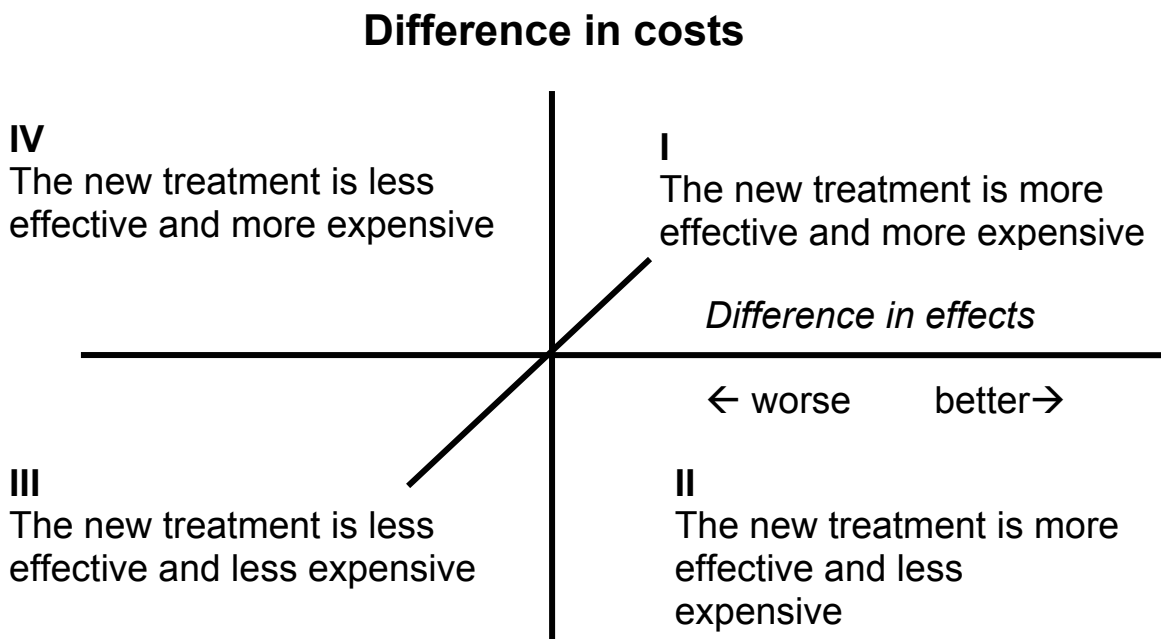 Difference in costs
IV
The new treatment is less
effective and more expensive
I
The new treatment is more
effective and more expensive
Difference in effects
← worse better→
III
The new treatment is less
effective and less expensive
II
The new treatment is more
effective and less
expensive